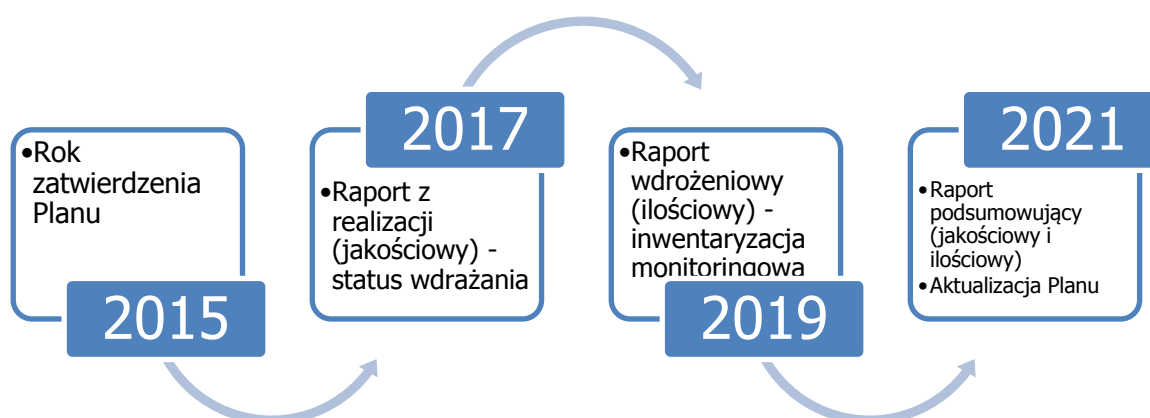 •Rok
zatwierdzenia
Planu
2015
2017
•Raport z
realizacji
(jakościowy) -
status wdrażania
•Raport
wdrożeniowy
(ilościowy) -
inwentaryzacja
monitoringowa
2019
2021
•Raport
podsumowujący
(jakościowy i
ilościowy)
•Aktualizacja Planu